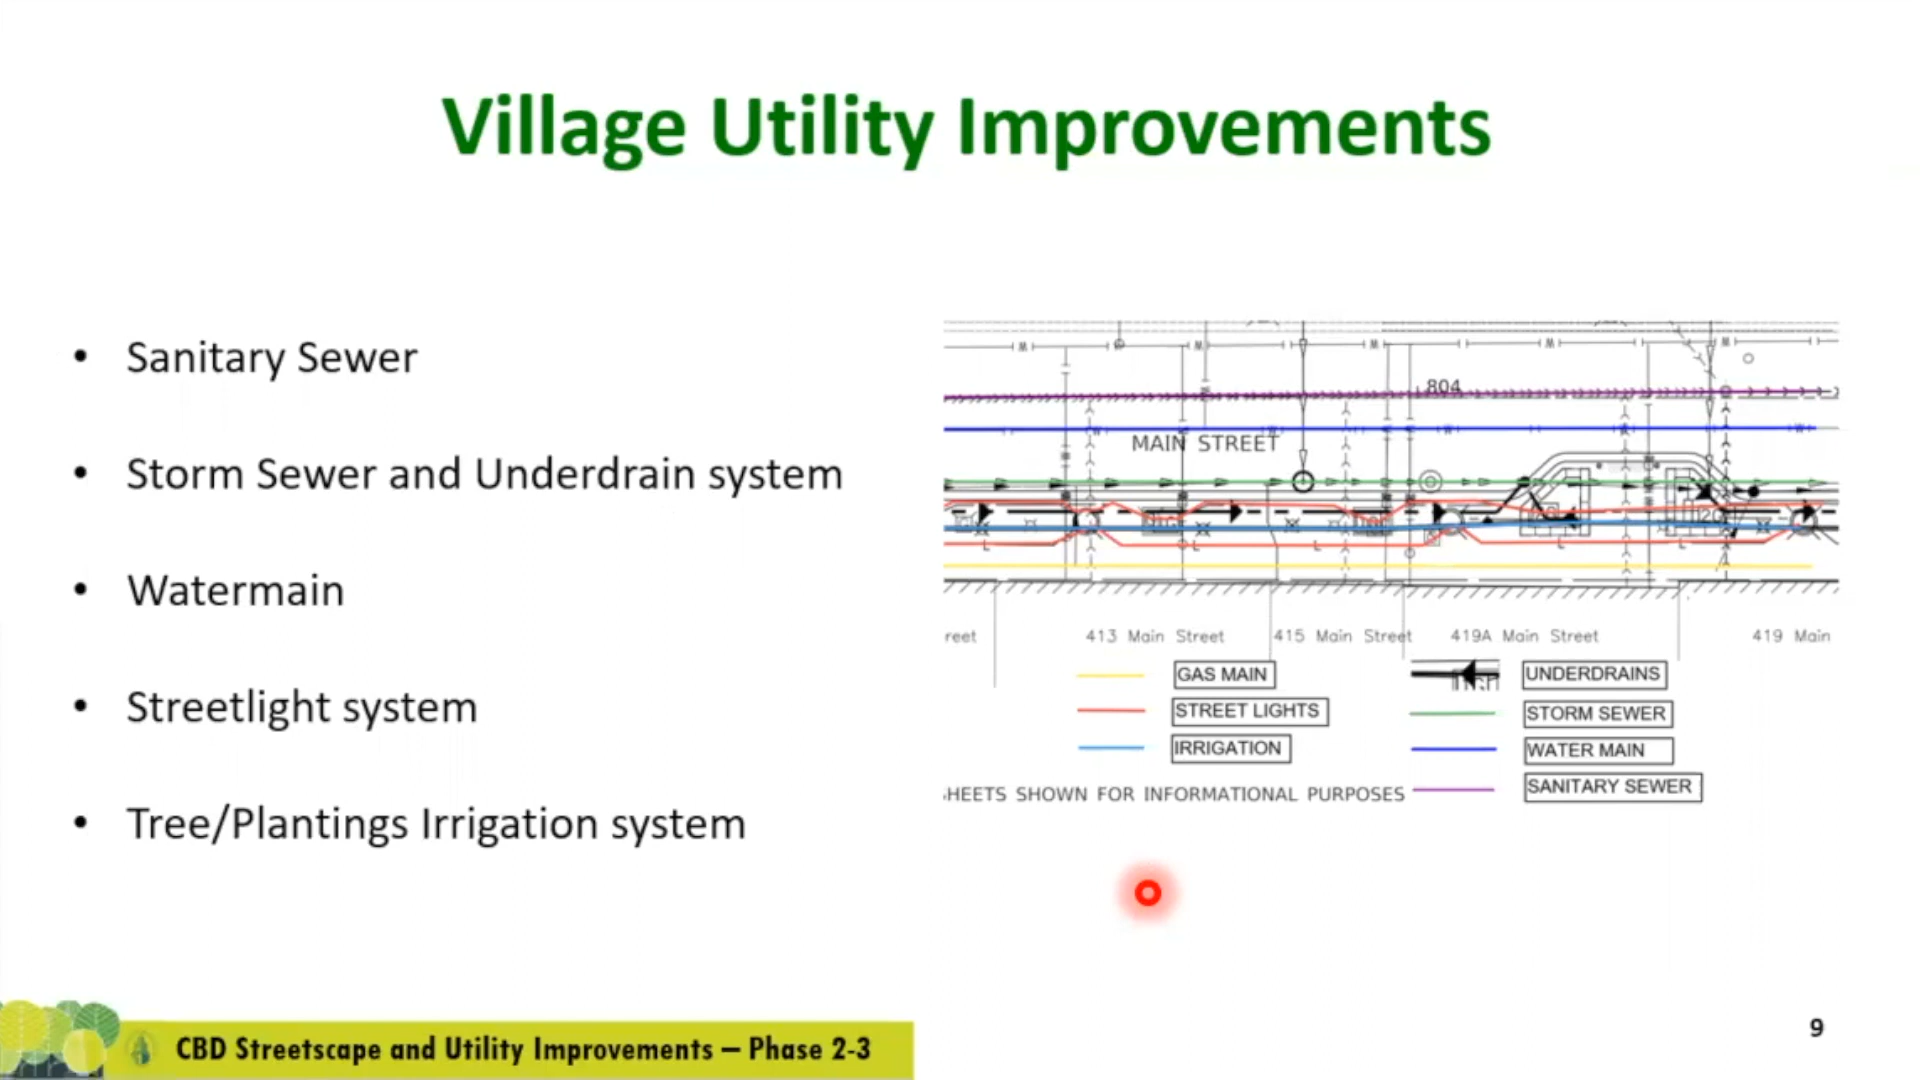 Village Utility Improvements
• Sanitary Sewer
• Storm Sewer and Underdrain system
• Watermain
• Streetlight system
• Tree/Plantings Irrigation system
804
MAIN STREET
reet
413 Main Street
415 Main Street
419A Main Street
419 Main
GAS MAIN
STREET LIGHTS
IRRIGATION
UNDERDRAINS
STORM SEWER
WATER MAIN
SANITARY SEWER
SHEETS SHOWN FOR INFORMATIONAL PURPOSES
CBD Streetscape and Utility Improvements – Phase 2-3
9